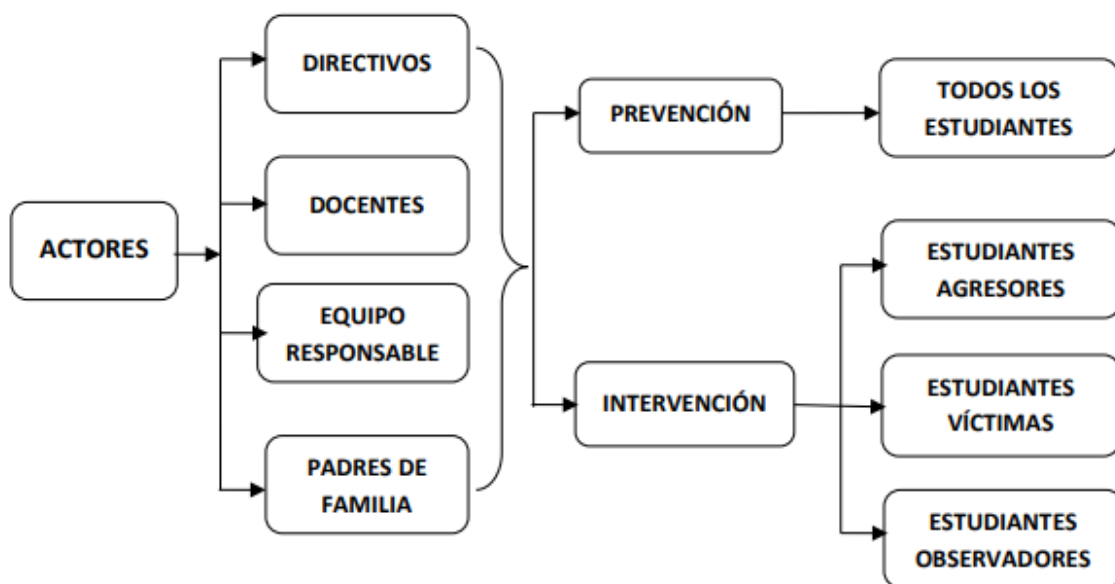 ACTORES
DIRECTIVOS
DOCENTES
EQUIPO
RESPONSABLE
PADRES DE
FAMILIA
PREVENCIÓN
INTERVENCIÓN
TODOS LOS
ESTUDIANTES
ESTUDIANTES
AGRESORES
ESTUDIANTES
VÍCTIMAS
ESTUDIANTES
OBSERVADORES